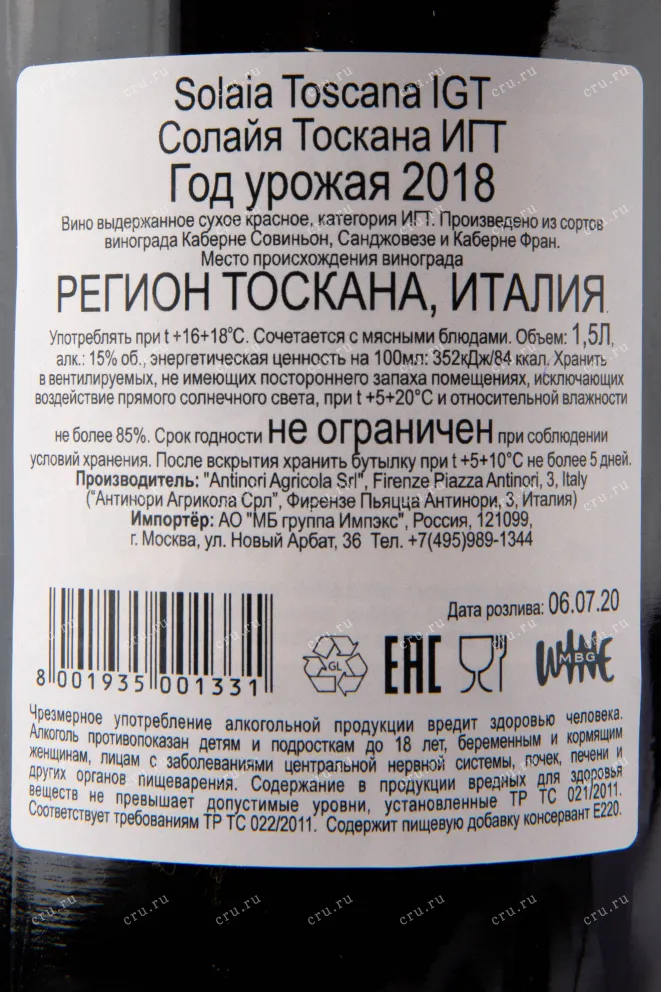 Solaia Toscana IGT
Солайя Тоскана ИГТ
Год урожая 2018
Вино выдержанное сухое красное, категория ИГТ. Произведено из сортов
винограда Каберне Совиньон, Санджовезе и Каберне Фран.
Место происхождения винограда
РЕГИОН ТОСКАНА, ИТАЛИЯ.
Употреблять при t +16+18°C. Сочетается с мясными блюдами. Объем: 1,5Л,
алк.: 15% об., энергетическая ценность на 100мл: 352кДж/84 ккал. Хранить
в вентилируемых, не имеющих постороннего запаха помещениях, исключающих
воздействие прямого солнечного света, при t +5+20°C и относительной влажности
не более 85%. Срок годности не ограничен при соблюдении
условий хранения. После вскрытия хранить бутылку при t +5+10°C не более 5 дней.
Производитель: "Antinori Agricola Srl", Firenze Piazza Antinori, 3, Italy
("Антинори Агрикола Срл", Фирензе Пьяцца Антинори, 3, Италия)
Импортёр: АО "МБ группа Импэкс", Россия, 121099,
г. Москва, ул. Новый Арбат, 36 Тел. +7(495)989-1344
Дата розлива: 06.07.20
8 001935 001331
GL
EAC
WINE
MBG
Чрезмерное употребление алкогольной продукции вредит здоровью человека.
Алкоголь противопоказан детям и подросткам до 18 лет, беременным и кормящим
женщинам, лицам с заболеваниями центральной нервной системы, почек, печени и
других органов пищеварения. Содержание в продукции вредных для здоровья
веществ не превышает допустимые уровни, установленные ТР ТС 021/2011.
Соответствует требованиям ТР ТС 022/2011. Содержит пищевую добавку консервант Е220.
cru.ru